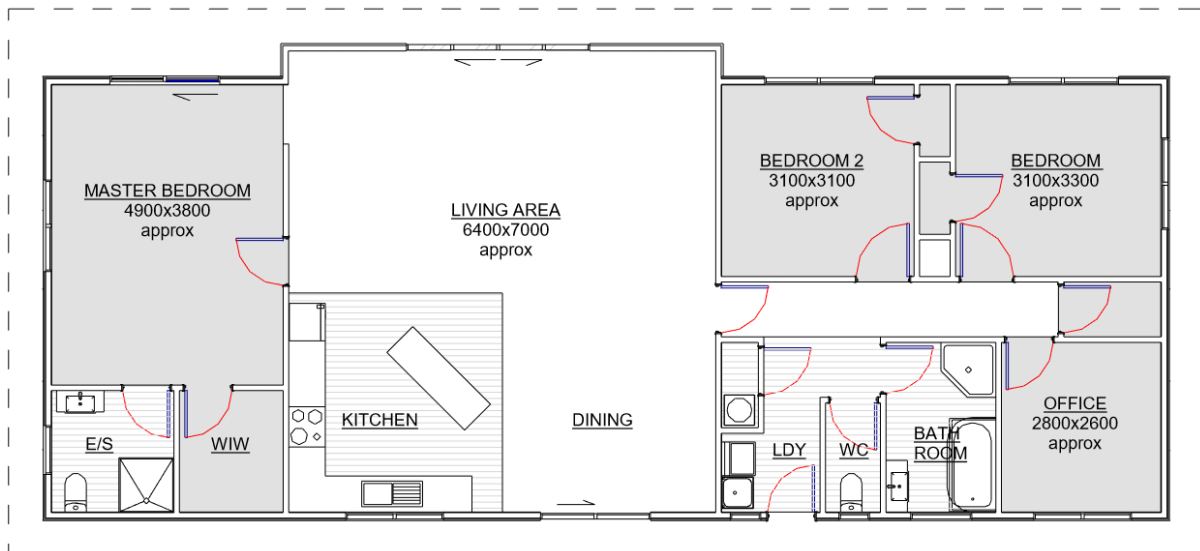 MASTER BEDROOM
4900x3800
approx
LIVING AREA
6400x7000
approx
BEDROOM 2
3100x3100
approx
BEDROOM
3100x3300
approx
KITCHEN
DINING
E/S
WIW
LDY
WC
BATH
ROOM
OFFICE
2800x2600
approx